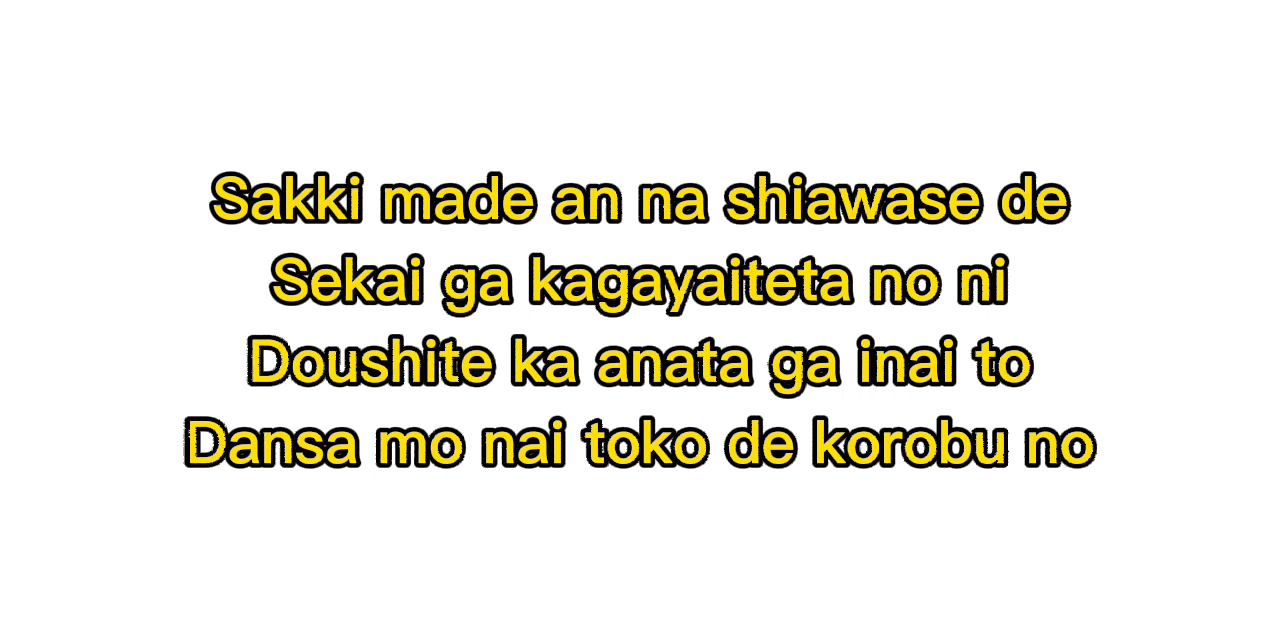 Sakki made an na shiawase de
Sekai ga kagayaiteta no ni
Doushite ka anata ga inai to
Dansa mo nai toko de korobu no